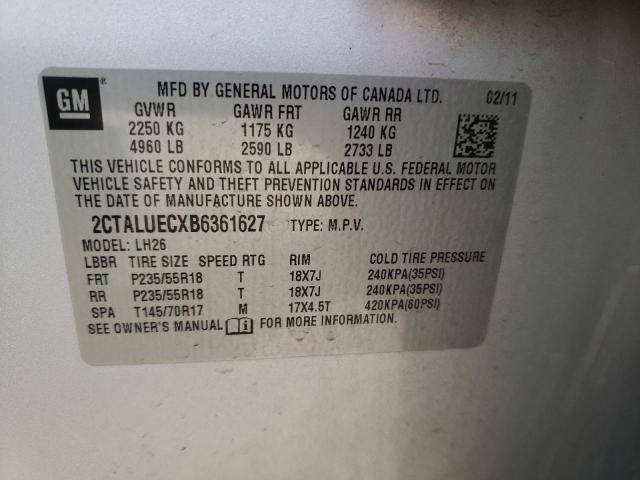 GM ®
MFD BY GENERAL MOTORS OF CANADA LTD. 02/11
GVWR GAWR FRT GAWR RR
2250 KG 1175 KG 1240 KG
4960 LB 2590 LB 2733 LB
THIS VEHICLE CONFORMS TO ALL APPLICABLE U.S. FEDERAL MOTOR
VEHICLE SAFETY AND THEFT PREVENTION STANDARDS IN EFFECT ON
THE DATE OF MANUFACTURE SHOWN ABOVE.
2CTALUECXB6361627 TYPE: M.P.V.
MODEL: LH26
LBBR TIRE SIZE SPEED RTG RIM COLD TIRE PRESSURE
FRT P235/55R18 T 18X7J 240KPA(35PSI)
RR P235/55R18 T 18X7J 240KPA(35PSI)
SPA T145/70R17 M 17X4.5T 420KPA(60PSI)
SEE OWNER'S MANUAL FOR MORE INFORMATION.